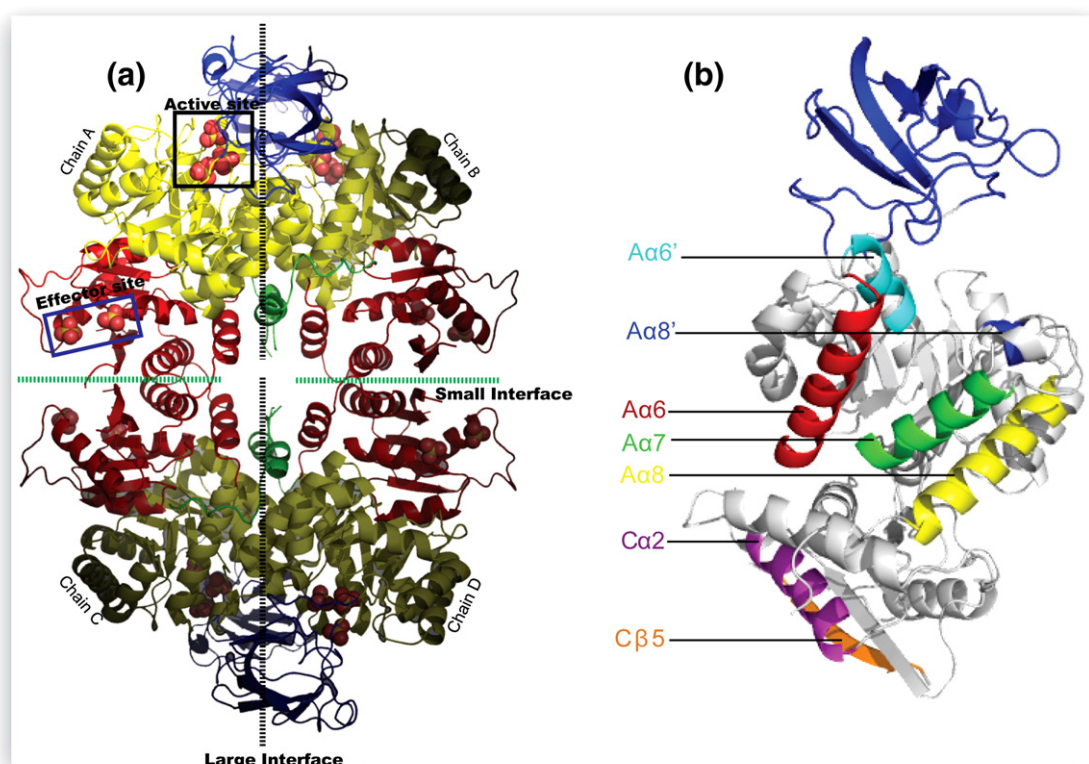 (a)
Active site
Chain A
Chain B
Effector site
Small Interface
Chain C
Chain D
Large Interface
(b)
Aα6’
Aα8’
Aα6
Aα7
Aα8
Cα2
Cβ5